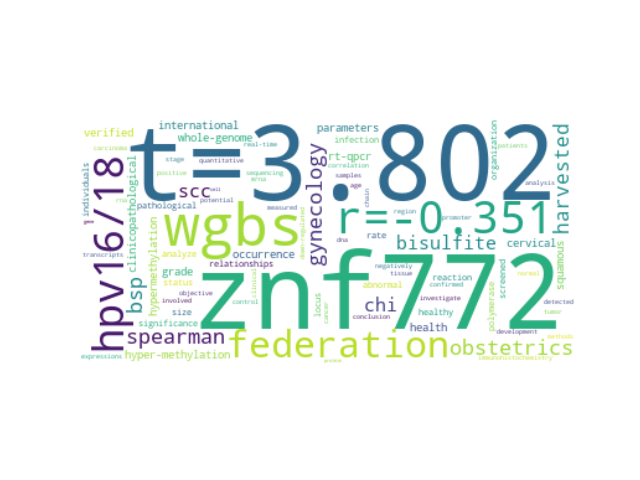 international
verified
whole-genome
real-time
parameters
infection
organization
patients
carcinoma
stage
quantitative
t=3.802
rt-qpcr
correlation
individuals
hpv16/18
scc
cell
sequencing
mrna
samples
age
analysis
harvested
rna
positive
potential
pathological
gynecology
chain
region
promoter
r=-0.351
clinicopathological
hypermethylation
wgbs
measured
down-regulated
dna
rate
bisulfite
cervical
squamous
transcripts
analyze
occurrence
relationships
negatively
tissue
abnormal
reaction
confirmed
screened
normal
bsp
grade
status
involved
objective
size
significance
znf772
clinical
control
locus
cancer
chi
investigate
healthy
health
conclusion
polymerase
detected
tumor
development
methods
spearman
federation
obstetrics
expressions
hyper-methylation
immunohistochemistry